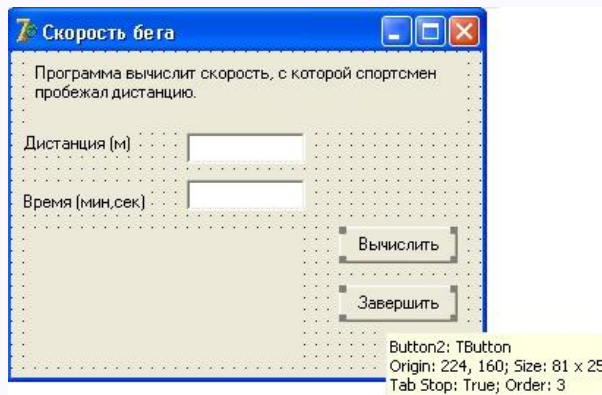 Скорость бега
Программа вычислит скорость, с которой спортсмен
пробежал дистанцию.
Дистанция (м)
Время (мин,сек)
Вычислить
Завершить
Button2: TButton
Origin: 224, 160; Size: 81 x 25
Tab Stop: True; Order: 3